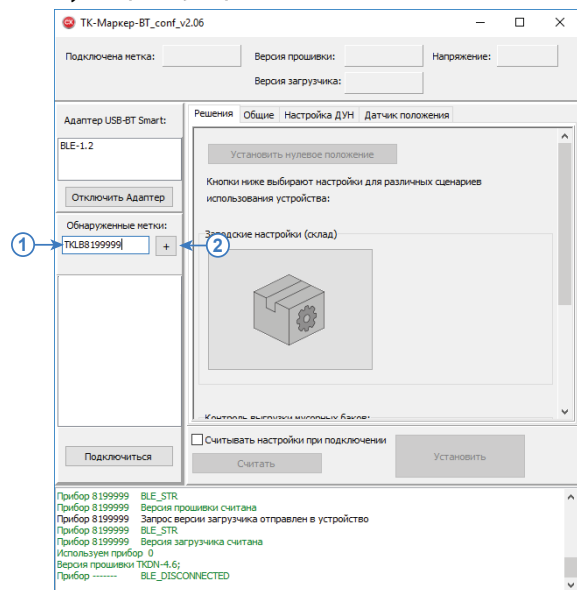 ТК-Маркер-BT_conf_v2.06
Подключена метка:
Версия прошивки:
Напряжение:
Версия загрузчика:
Адаптер USB-BT Smart:
BLE-1.2
Отключить Адаптер
Обнаруженные метки:
1
TKLB8199999
+
2
Подключиться
Решения Общие Настройка ДУН Датчик положения
Установить нулевое положение
Кнопки ниже выбирают настройки для различных сценариев
использования устройства:
Заводские настройки (склад)
Контроль выгрузки мусорных баков:
Считывать настройки при подключении
Считать
Установить
Прибор 8199999 BLE_STR
Прибор 8199999 Версия прошивки считана
Прибор 8199999 Запрос версии загрузчика отправлен в устройство
Прибор 8199999 BLE_STR
Прибор 8199999 Версия загрузчика считана
Используем прибор 0
Версия прошивки TKDN-4.6;
Прибор ------- BLE_DISCONNECTED